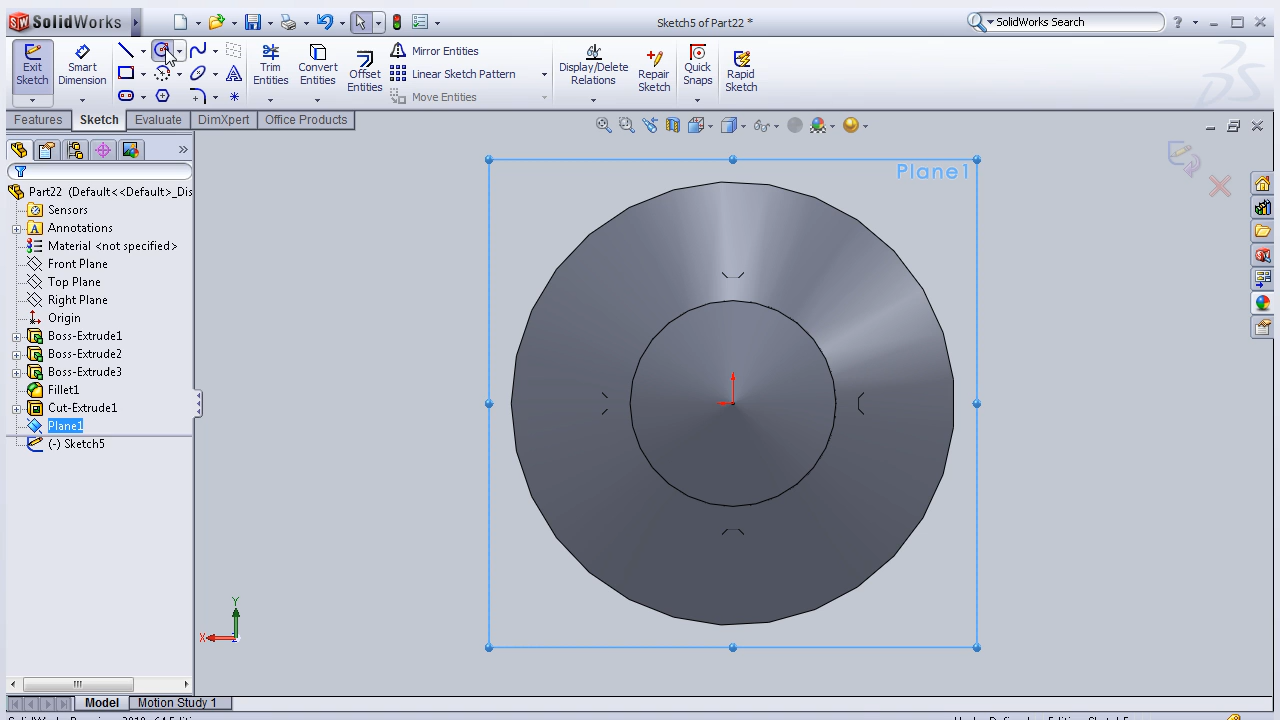 SolidWorks
Sketch5 of Part22 *
SolidWorks Search
Exit Sketch
Smart Dimension
Trim Entities
Convert Entities
Offset Entities
Mirror Entities
Linear Sketch Pattern
Move Entities
Display/Delete Relations
Repair Sketch
Quick Snaps
Rapid Sketch
Features
Sketch
Evaluate
DimXpert
Office Products
Part22 (Default<<Default>_Dis
Sensors
Annotations
Material <not specified>
Front Plane
Top Plane
Right Plane
Origin
Boss-Extrude1
Boss-Extrude2
Boss-Extrude3
Fillet1
Cut-Extrude1
Plane1
(-) Sketch5
Plane1
Y
X
Model
Motion Study 1